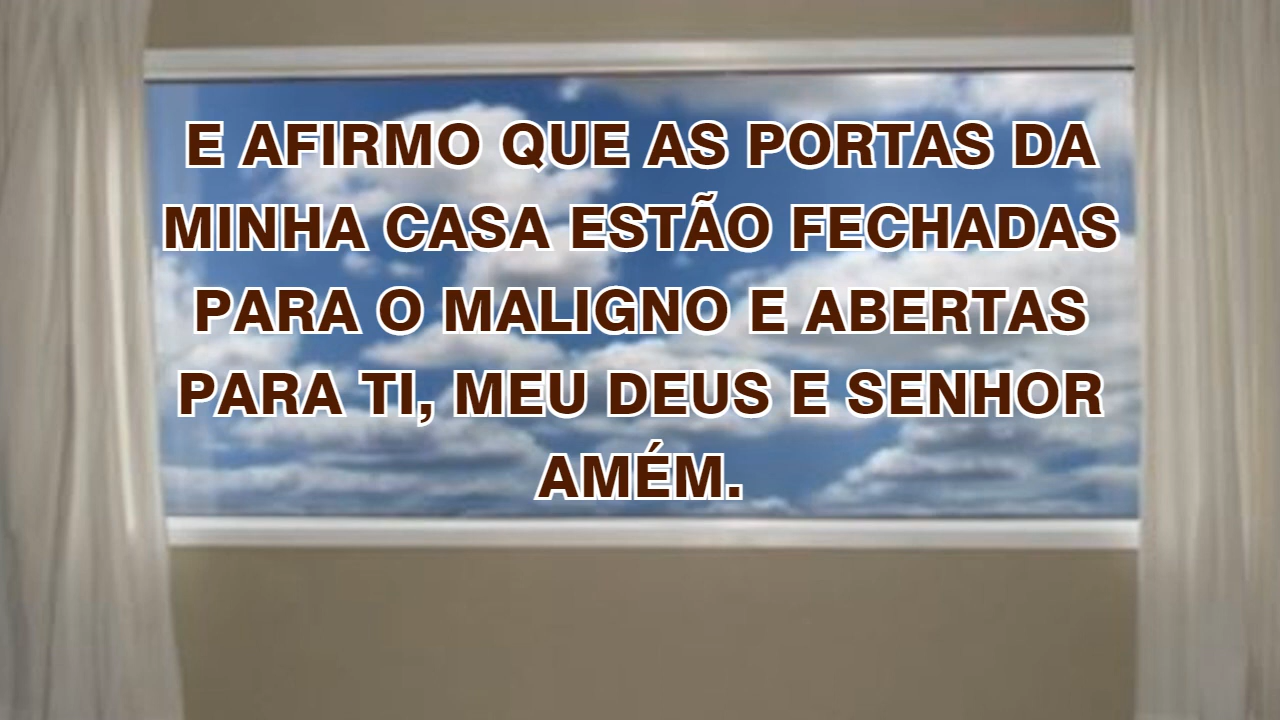 E AFIRMO QUE AS PORTAS DA
MINHA CASA ESTÃO FECHADAS
PARA O MALIGNO E ABERTAS
PARA TI, MEU DEUS E SENHOR
AMÉM.